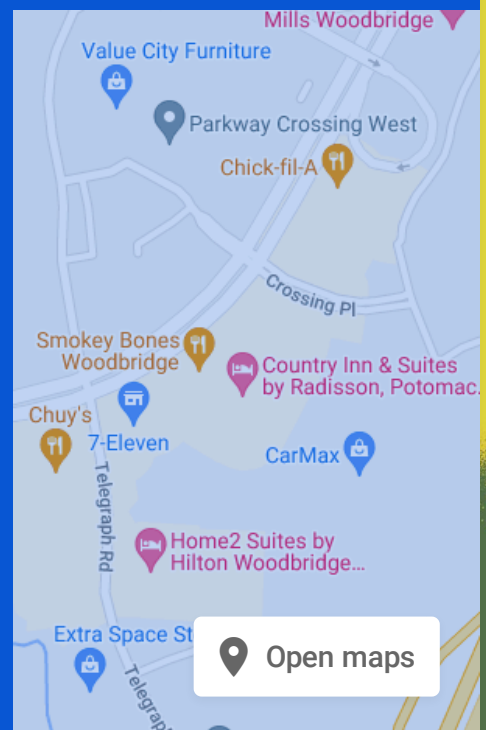 Mills Woodbridge
Value City Furniture
Parkway Crossing West
Chick-fil-A
Crossing Pl
Smokey Bones
Woodbridge
Country Inn & Suites
by Radisson, Potomac.
Chuy's
7-Eleven
CarMax
Telegraph Rd
Home2 Suites by
Hilton Woodbridge...
Extra Space St
Open maps
Telegrap